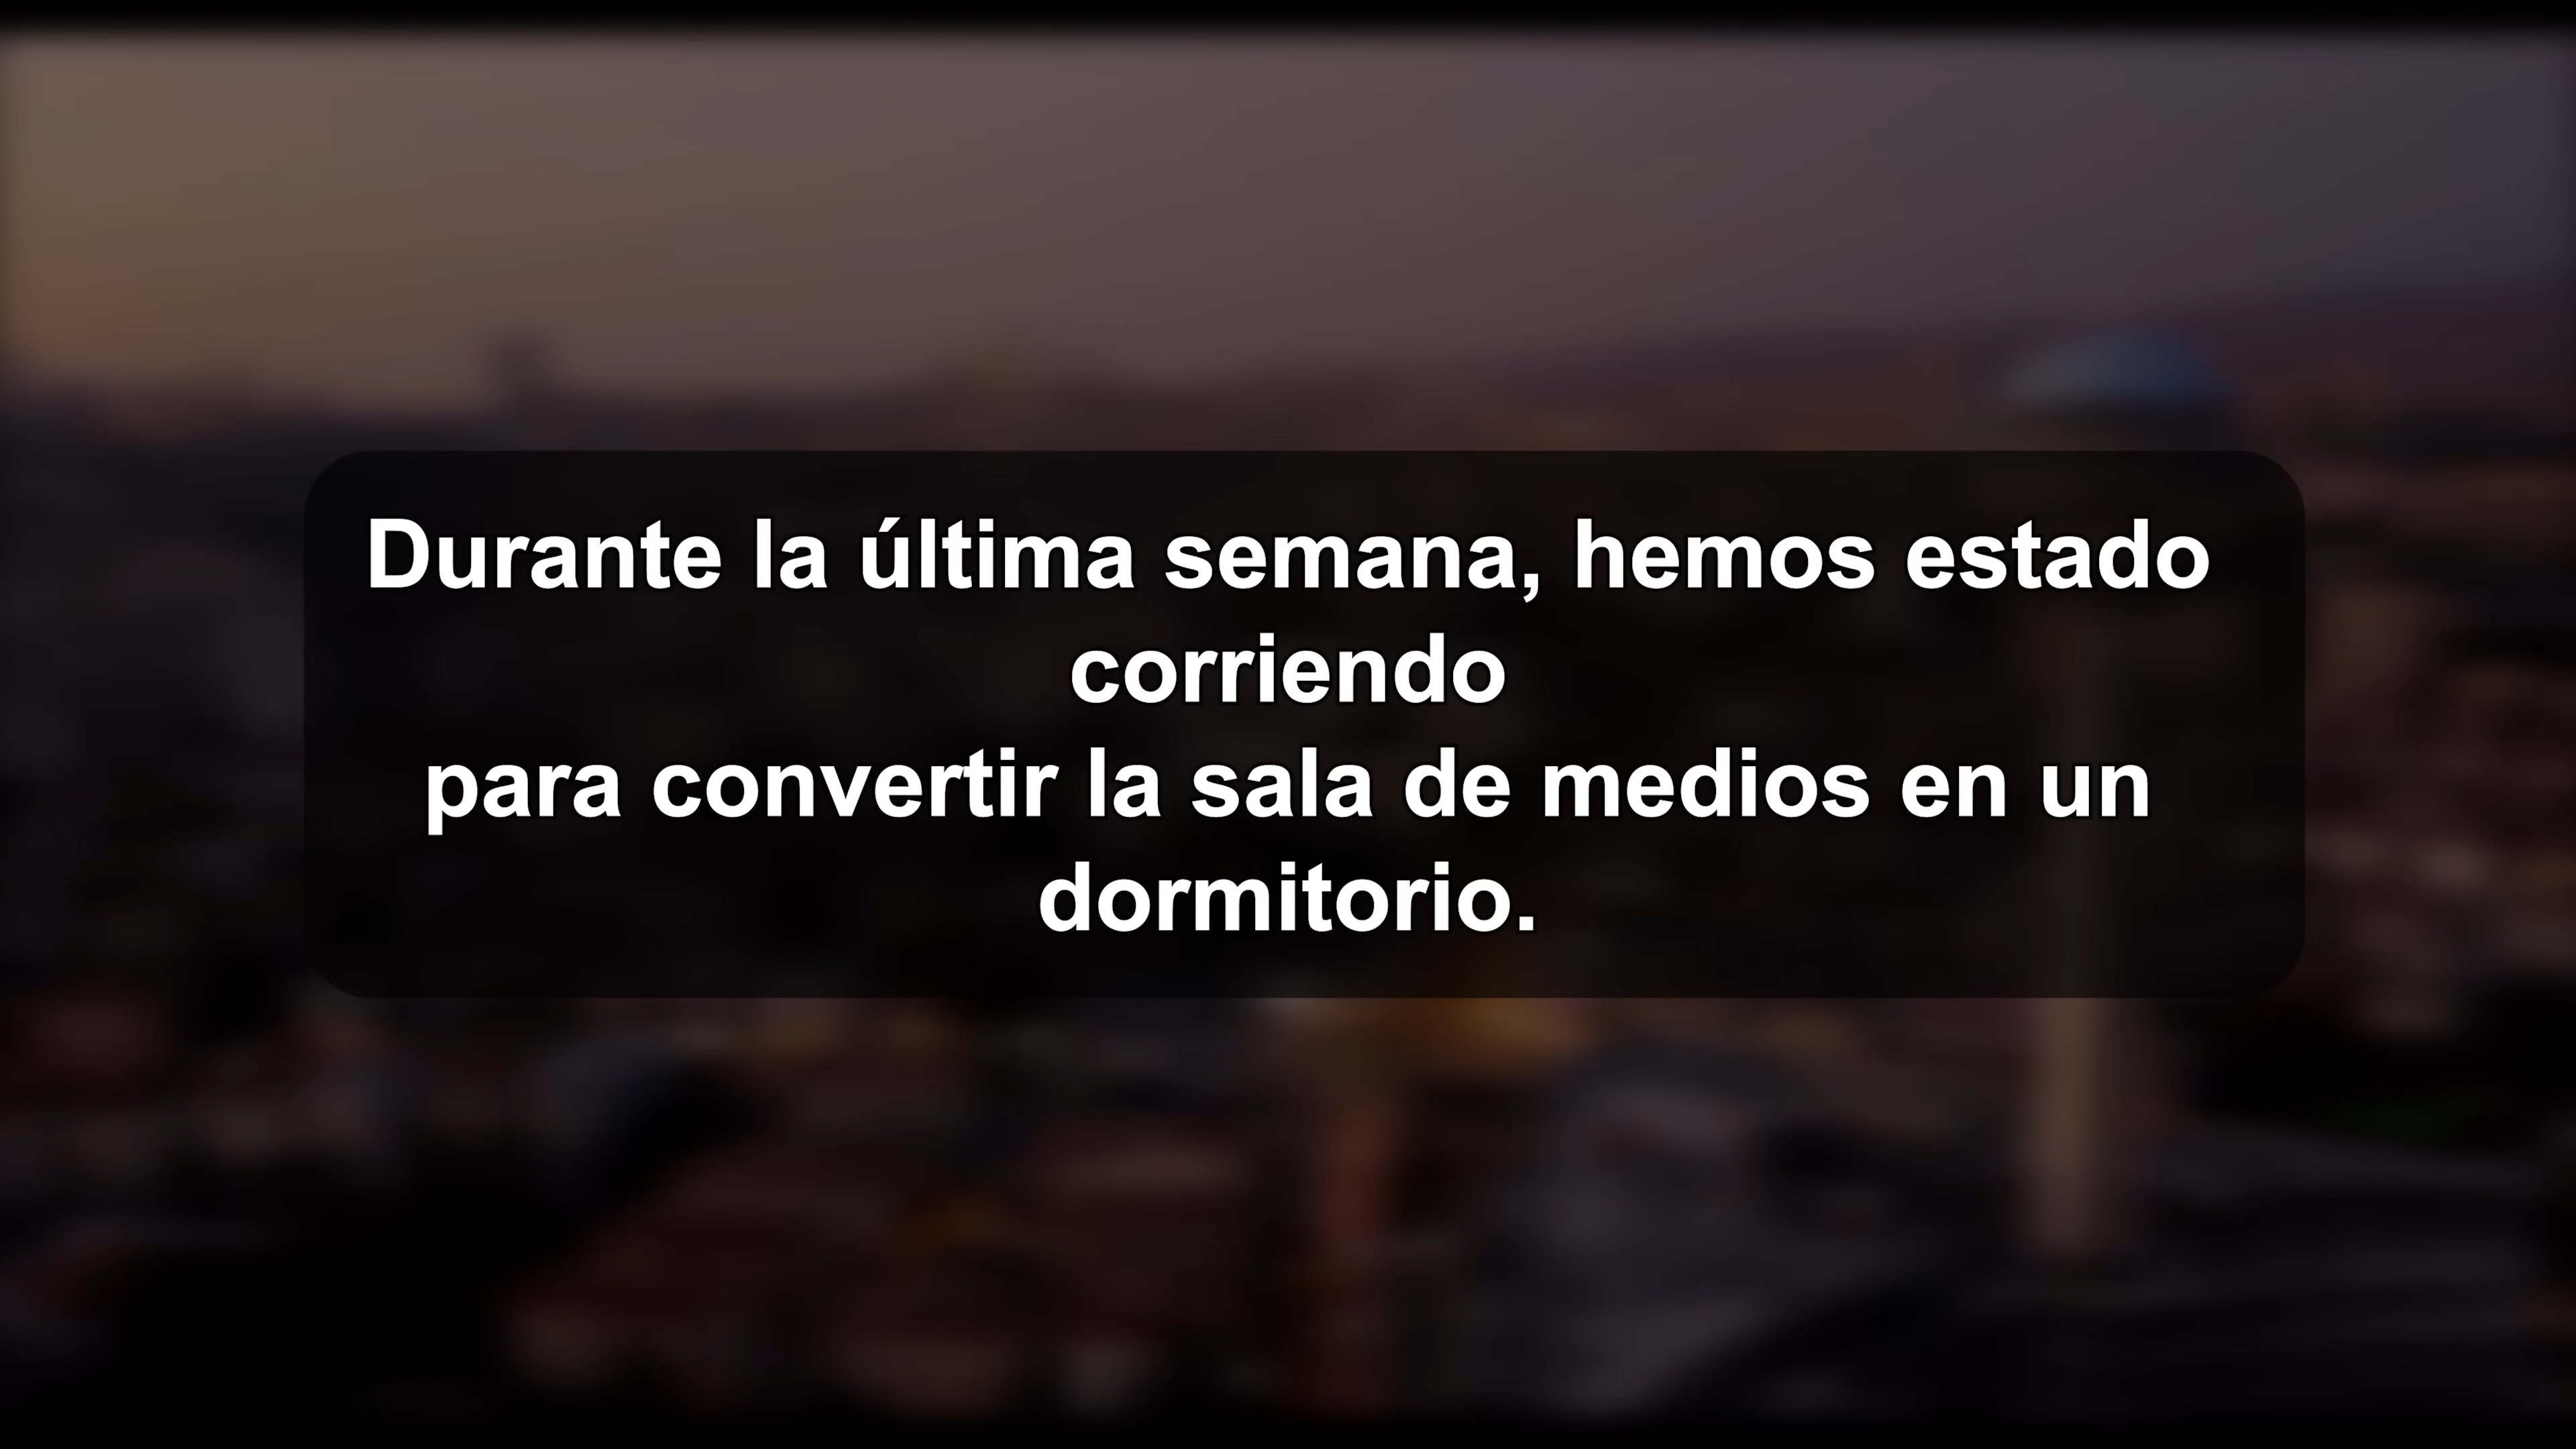 Durante la última semana, hemos estado
corriendo
para convertir la sala de medios en un
dormitorio.